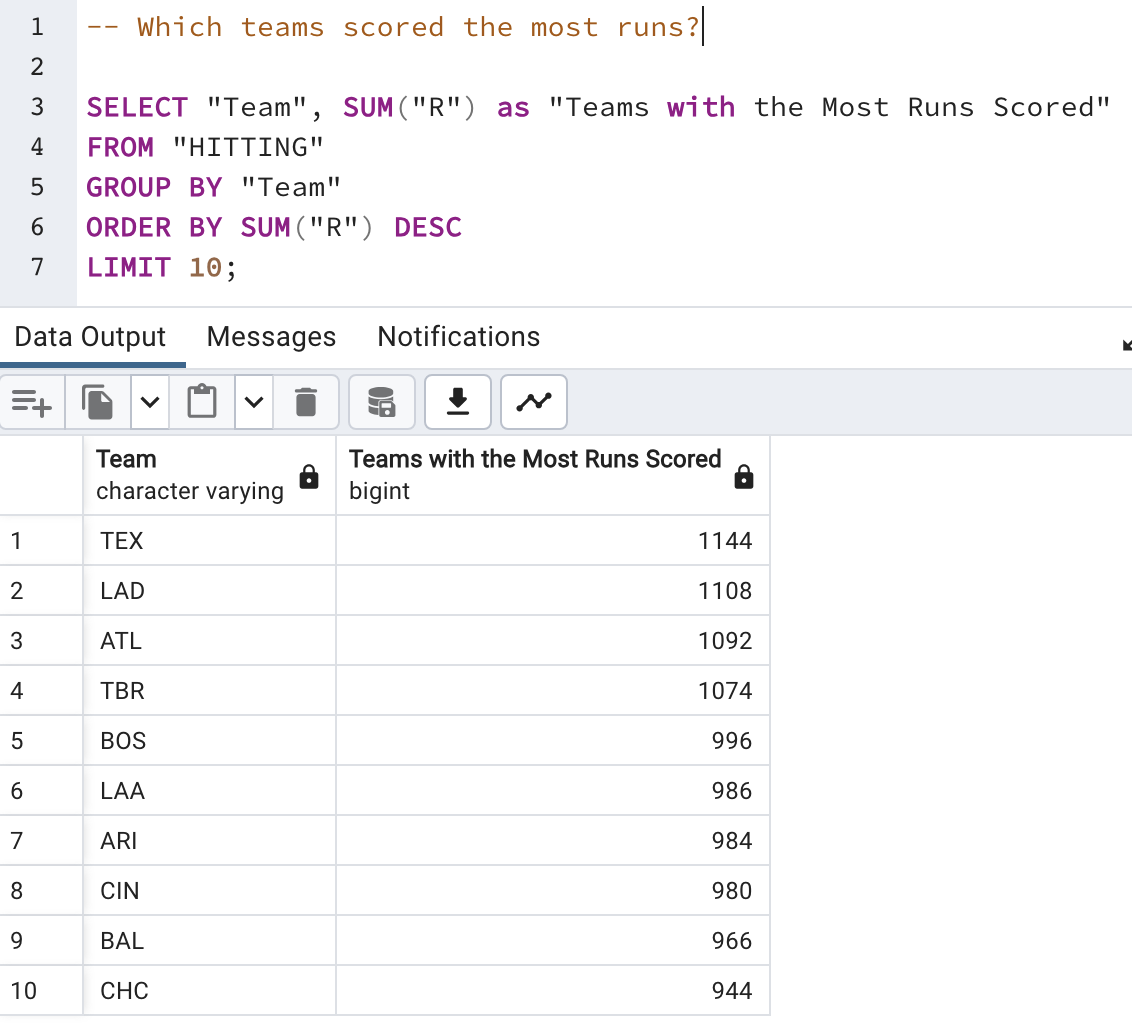 1 -- Which teams scored the most runs?
2
3 SELECT "Team", SUM("R") as "Teams with the Most Runs Scored"
4 FROM "HITTING"
5 GROUP BY "Team"
6 ORDER BY SUM("R") DESC
7 LIMIT 10;
Data Output Messages Notifications
Team Teams with the Most Runs Scored
character varying bigint
1 TEX 1144
2 LAD 1108
3 ATL 1092
4 TBR 1074
5 BOS 996
6 LAA 986
7 ARI 984
8 CIN 980
9 BAL 966
10 CHC 944